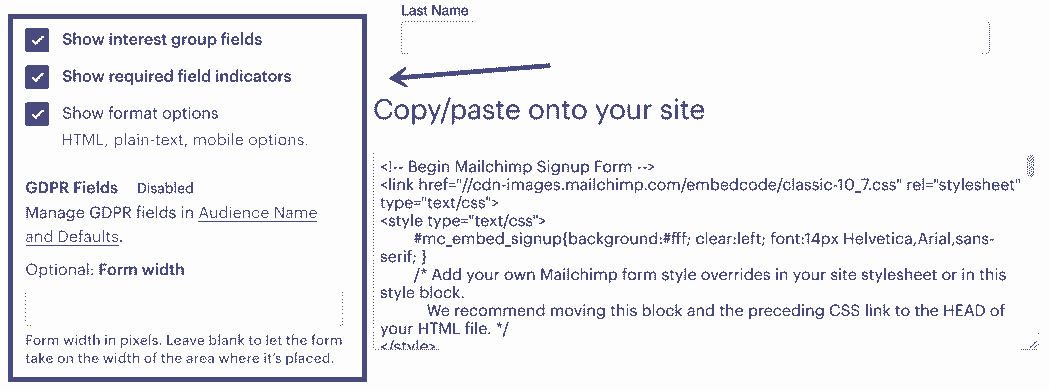 Show interest group fields
Show required field indicators
Show format options
HTML, plain-text, mobile options.
GDPR Fields Disabled
Manage GDPR fields in Audience Name
and Defaults.
Optional: Form width
Form width in pixels. Leave blank to let the form
take on the width of the area where it's placed.
Last Name
Copy/paste onto your site
<!-- Begin Mailchimp Signup Form -->
<link href="//cdn-images.mailchimp.com/embedcode/classic-10_7.css" rel="stylesheet"
type="text/css">
<style type="text/css">
#mc_embed_signup{background:#fff; clear:left; font:14px Helvetica,Arial,sans-
serif; }
/* Add your own Mailchimp form style overrides in your site stylesheet or in this
style block.
We recommend moving this block and the preceding CSS link to the HEAD of
your HTML file. */
</style>